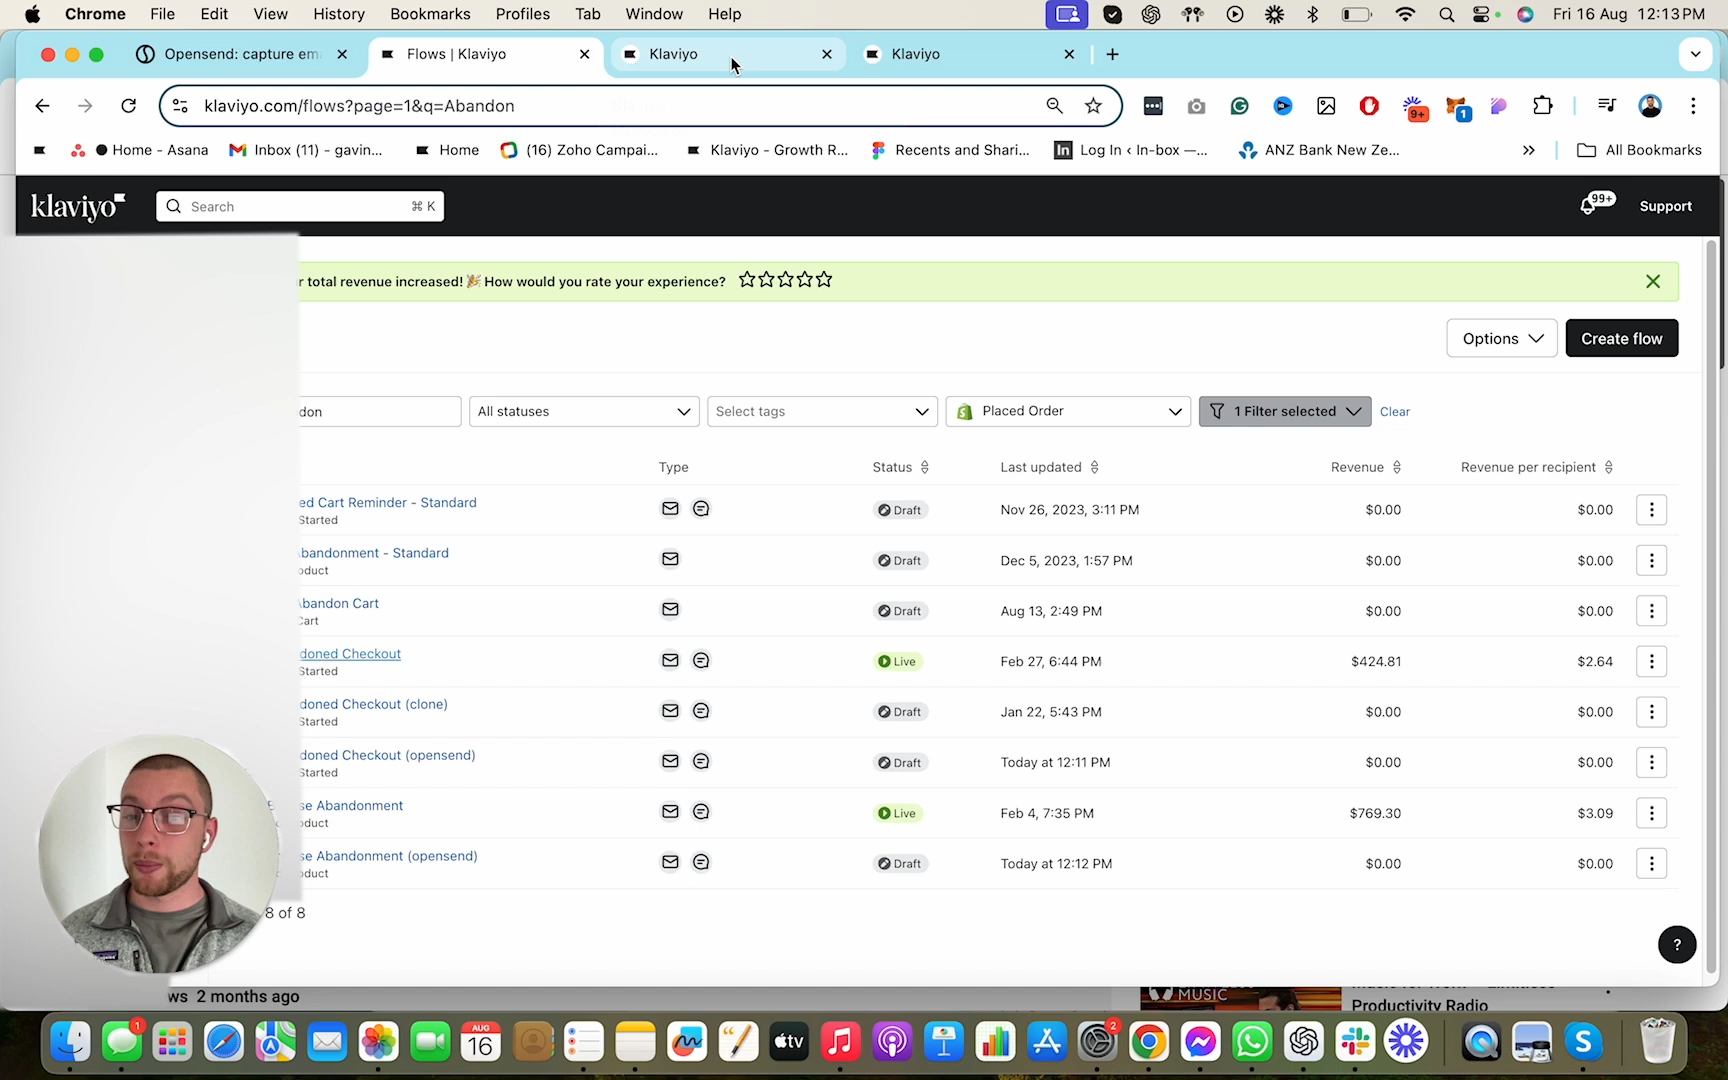 Chrome File Edit View History Bookmarks Profiles Tab Window Help Fri 16 Aug 12:13 PM
Opensend: capture em Flows | Klaviyo Klaviyo Klaviyo
klaviyo.com/flows?page=1&q=Abandon 9+ 1
Home - Asana Inbox (11) - gavin... Home (16) Zoho Campai... Klaviyo - Growth R... Recents and Shari... Log In ‹ In-box —... ANZ Bank New Ze... All Bookmarks
klaviyo Search ⌘ K 99+ Support
r total revenue increased! 🎉 How would you rate your experience?
Options Create flow
don All statuses Select tags Placed Order 1 Filter selected Clear
Type Status Last updated Revenue Revenue per recipient
ed Cart Reminder - Standard
Started Draft Nov 26, 2023, 3:11 PM $0.00 $0.00
bandonment - Standard
oduct Draft Dec 5, 2023, 1:57 PM $0.00 $0.00
Abandon Cart
Cart Draft Aug 13, 2:49 PM $0.00 $0.00
doned Checkout
Started Live Feb 27, 6:44 PM $424.81 $2.64
doned Checkout (clone)
Started Draft Jan 22, 5:43 PM $0.00 $0.00
doned Checkout (opensend)
Started Draft Today at 12:11 PM $0.00 $0.00
se Abandonment
oduct Live Feb 4, 7:35 PM $769.30 $3.09
se Abandonment (opensend)
oduct Draft Today at 12:12 PM $0.00 $0.00
8 of 8
?
ws 2 months ago
MUSIC
Productivity Radio
1 AUG 16 tv 2